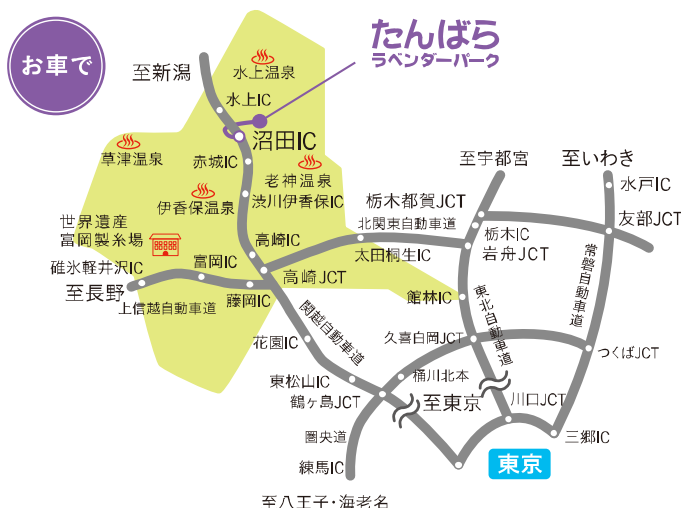 お車で
たんばら
ラベンダーパーク
至新潟
水上温泉
水上IC
沼田IC
草津温泉
赤城IC
老神温泉
伊香保温泉
渋川伊香保IC
至宇都宮
至いわき
水戸IC
栃木都賀JCT
友部JCT
北関東自動車道
栃木IC
岩舟JCT
世界遺産
富岡製糸場
高崎IC
太田桐生IC
碓氷軽井沢IC
富岡IC
高崎JCT
至長野
藤岡IC
上信越自動車道
館林IC
常磐自動車道
東北自動車道
関越自動車道
花園IC
久喜白岡JCT
つくばJCT
東松山IC
桶川北本
鶴ヶ島JCT
至東京
川口JCT
圏央道
三郷IC
練馬IC
東京
至八王子・海老名